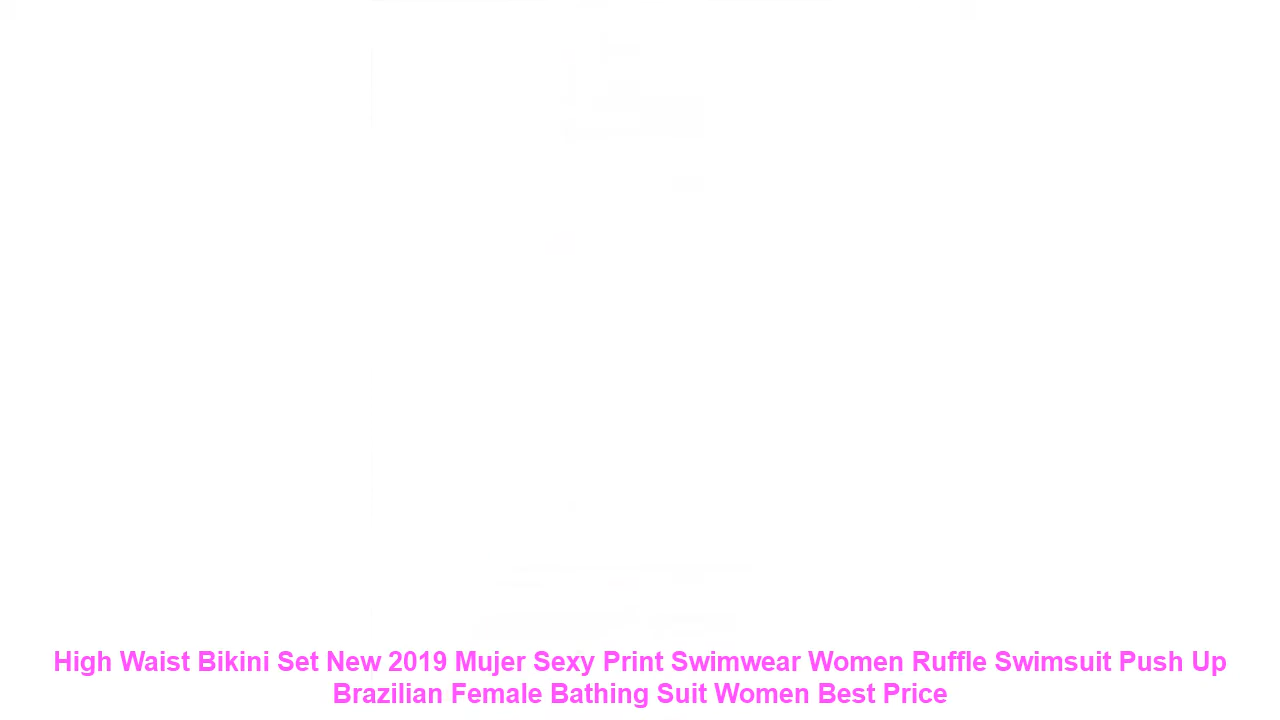 High Waist Bikini Set New 2019 Mujer Sexy Print Swimwear Women Ruffle Swimsuit Push Up
Brazilian Female Bathing Suit Women Best Price